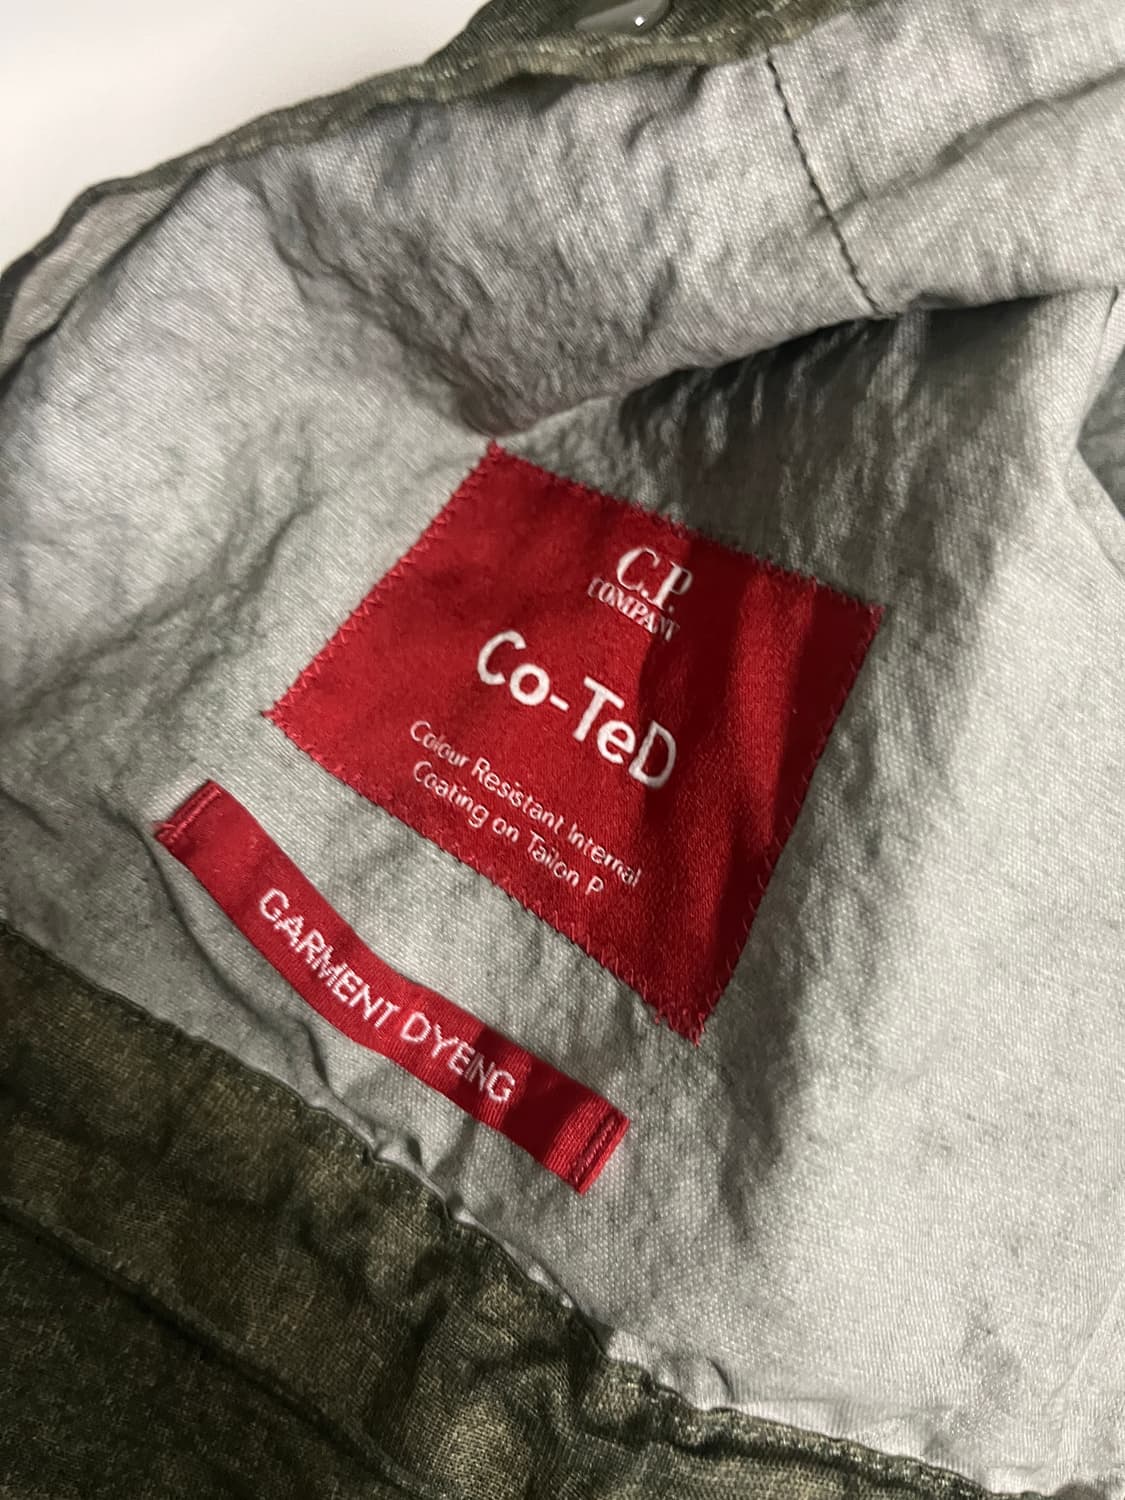 C.P.
COMPANY
Co-TeD
Colour Resistant Internal
Coating on Tailon P
GARMENT DYEING